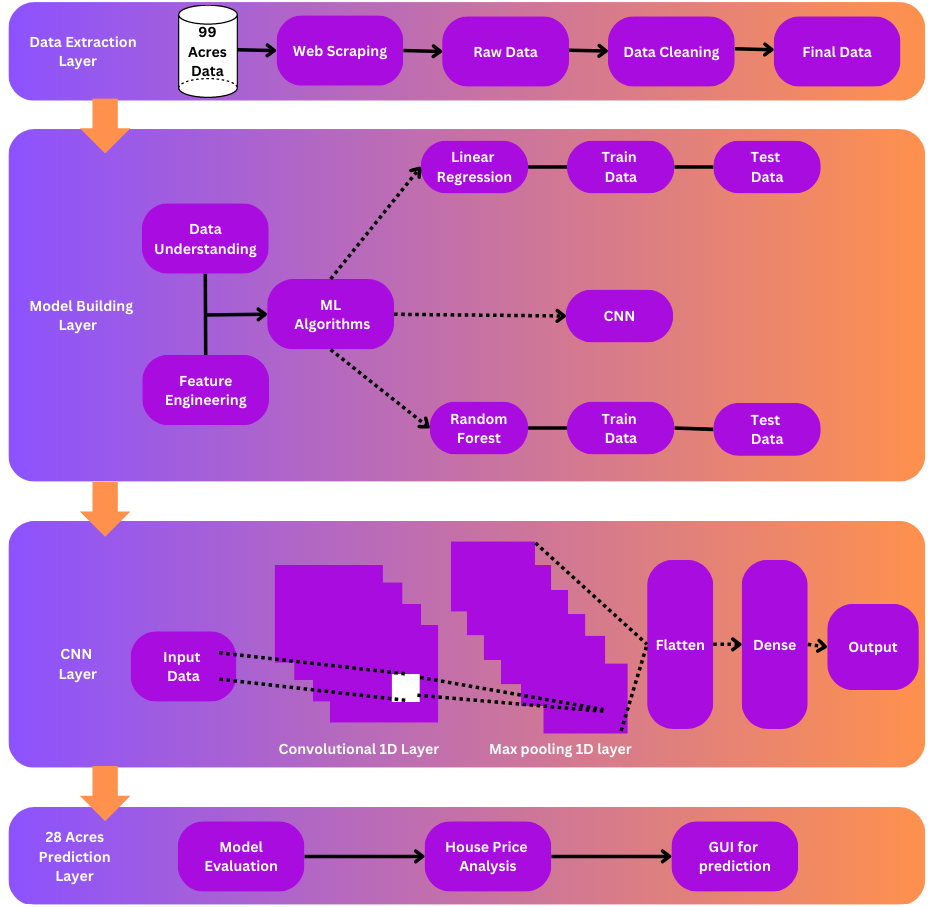 Data Extraction
Layer
99
Acres
Data
Web Scraping
Raw Data
Data Cleaning
Final Data
Model Building
Layer
Data
Understanding
Feature
Engineering
ML
Algorithms
Linear
Regression
Train
Data
Test
Data
CNN
Random
Forest
Train
Data
Test
Data
CNN
Layer
Input
Data
Convolutional 1D Layer
Max pooling 1D layer
Flatten
Dense
Output
28 Acres
Prediction
Layer
Model
Evaluation
House Price
Analysis
GUI for
prediction